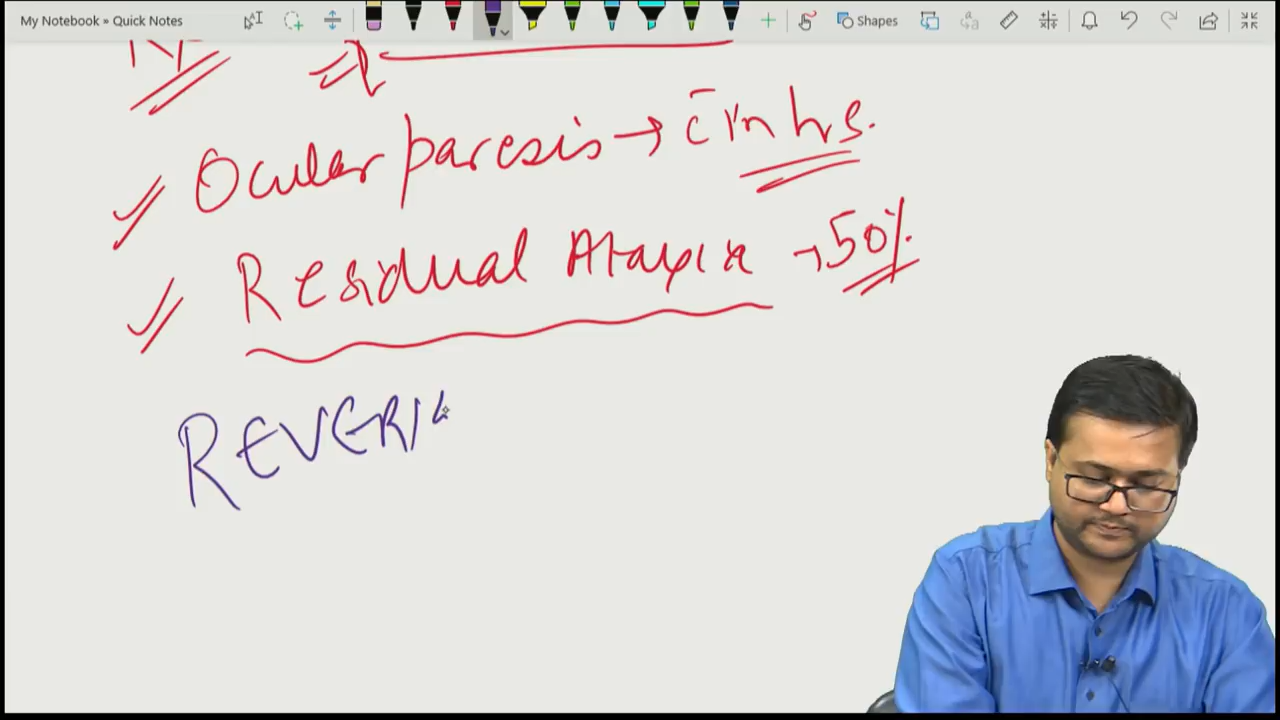 My Notebook » Quick Notes
Shapes
Ocular paresis → c̄ in hrs.
Residual Ataxia → 50%
REVERI